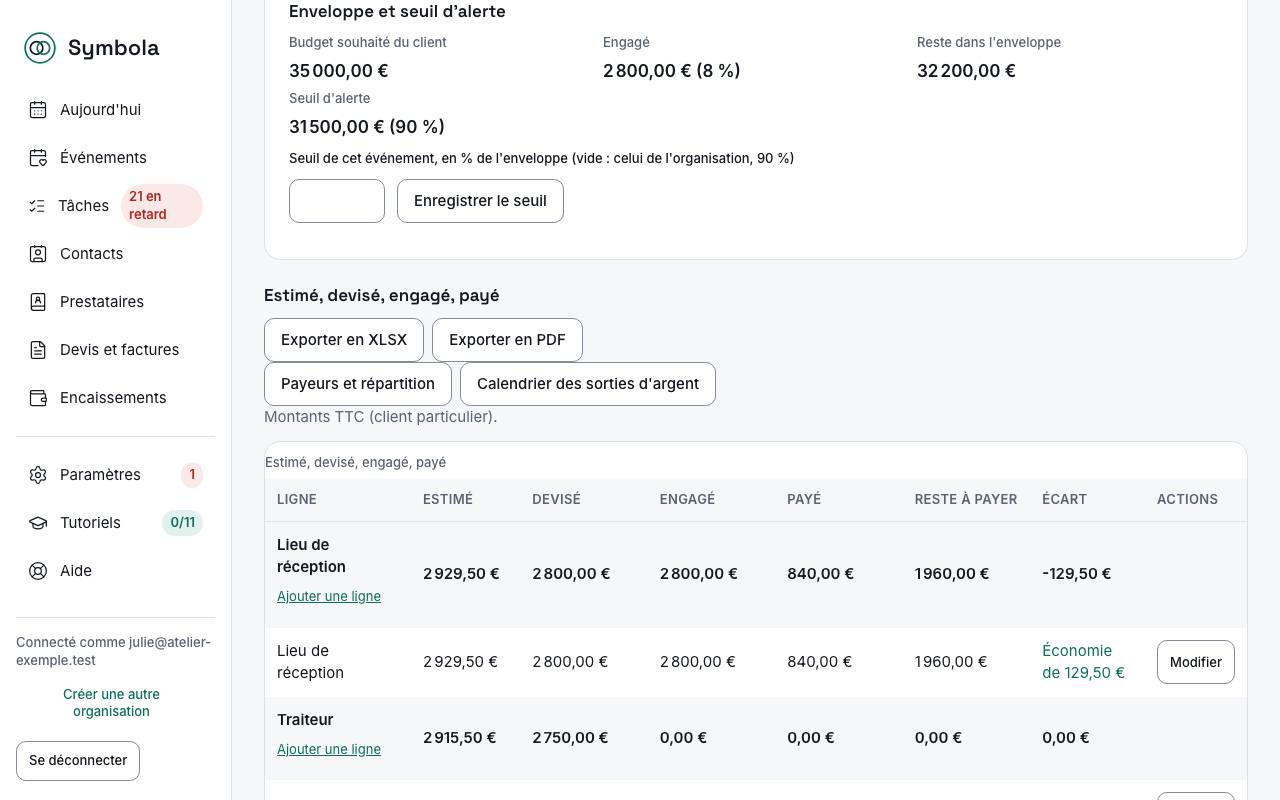 Symbola
Aujourd'hui
Événements
Tâches
21 en
retard
Contacts
Prestataires
Devis et factures
Encaissements
Paramètres
1
Tutoriels
0/11
Aide
Connecté comme julie@atelier-
exemple.test
Créer une autre
organisation
Se déconnecter
Enveloppe et seuil d'alerte
Budget souhaité du client
Engagé
Reste dans l'enveloppe
35 000,00 €
2 800,00 € (8 %)
32 200,00 €
Seuil d'alerte
31 500,00 € (90 %)
Seuil de cet événement, en % de l'enveloppe (vide : celui de l'organisation, 90 %)
Enregistrer le seuil
Estimé, devisé, engagé, payé
Exporter en XLSX
Exporter en PDF
Payeurs et répartition
Calendrier des sorties d'argent
Montants TTC (client particulier).
Estimé, devisé, engagé, payé
LIGNE ESTIMÉ DEVISÉ ENGAGÉ PAYÉ RESTE À PAYER ÉCART ACTIONS
Lieu de
réception
Ajouter une ligne
2 929,50 € 2 800,00 € 2 800,00 € 840,00 € 1 960,00 € -129,50 €
Lieu de
réception
2 929,50 € 2 800,00 € 2 800,00 € 840,00 € 1 960,00 €
Économie
de 129,50 €
Modifier
Traiteur
Ajouter une ligne
2 915,50 € 2 750,00 € 0,00 € 0,00 € 0,00 € 0,00 €